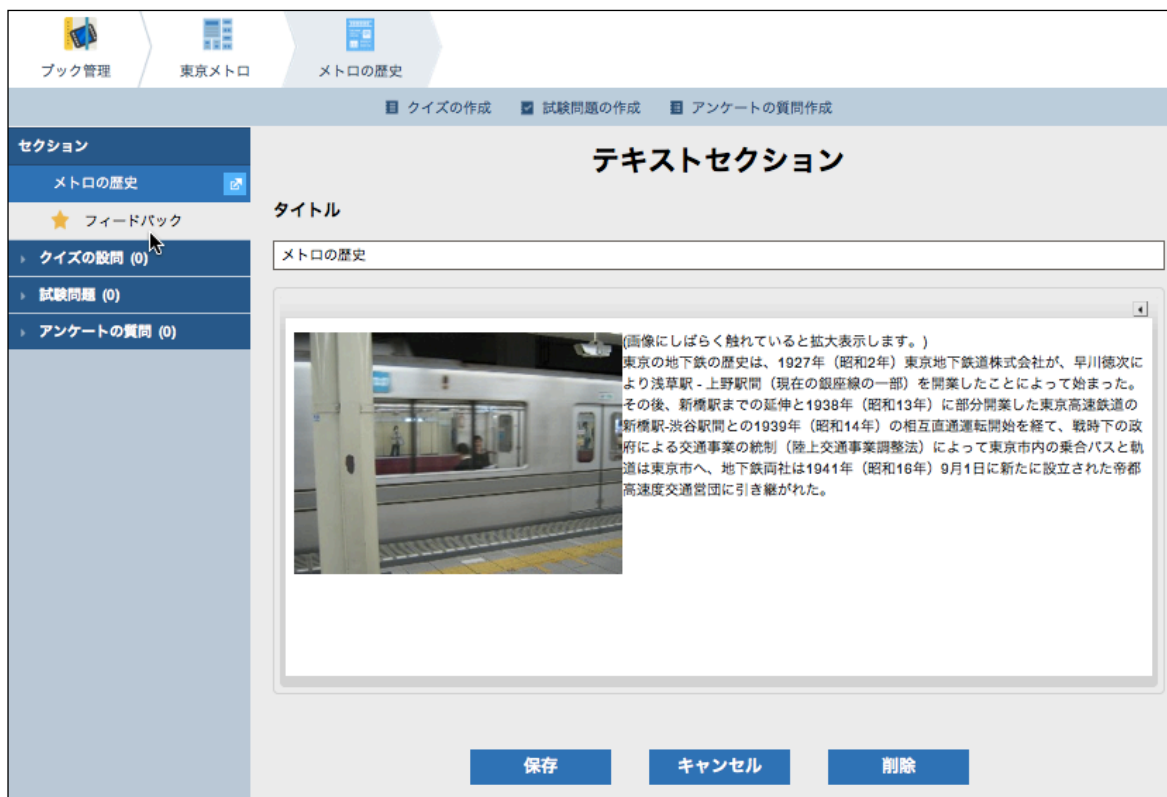 ブック管理
東京メトロ
メトロの歴史
クイズの作成 試験問題の作成 アンケートの質問作成
セクション
メトロの歴史
フィードバック
クイズの設問 (0)
試験問題 (0)
アンケートの質問 (0)
テキストセクション
タイトル
メトロの歴史
(画像にしばらく触れていると拡大表示します。)
東京の地下鉄の歴史は、1927年（昭和2年）東京地下鉄道株式会社が、早川徳次に
より浅草駅 - 上野駅間（現在の銀座線の一部）を開業したことによって始まった。
その後、新橋駅までの延伸と1938年（昭和13年）に部分開業した東京高速鉄道の
新橋駅-渋谷駅間との1939年（昭和14年）の相互直通運転開始を経て、戦時下の政
府による交通事業の統制（陸上交通事業調整法）によって東京市内の乗合バスと軌
道は東京市へ、地下鉄両社は1941年（昭和16年）9月1日に新たに設立された帝都
高速度交通営団に引き継がれた。
保存 キャンセル 削除